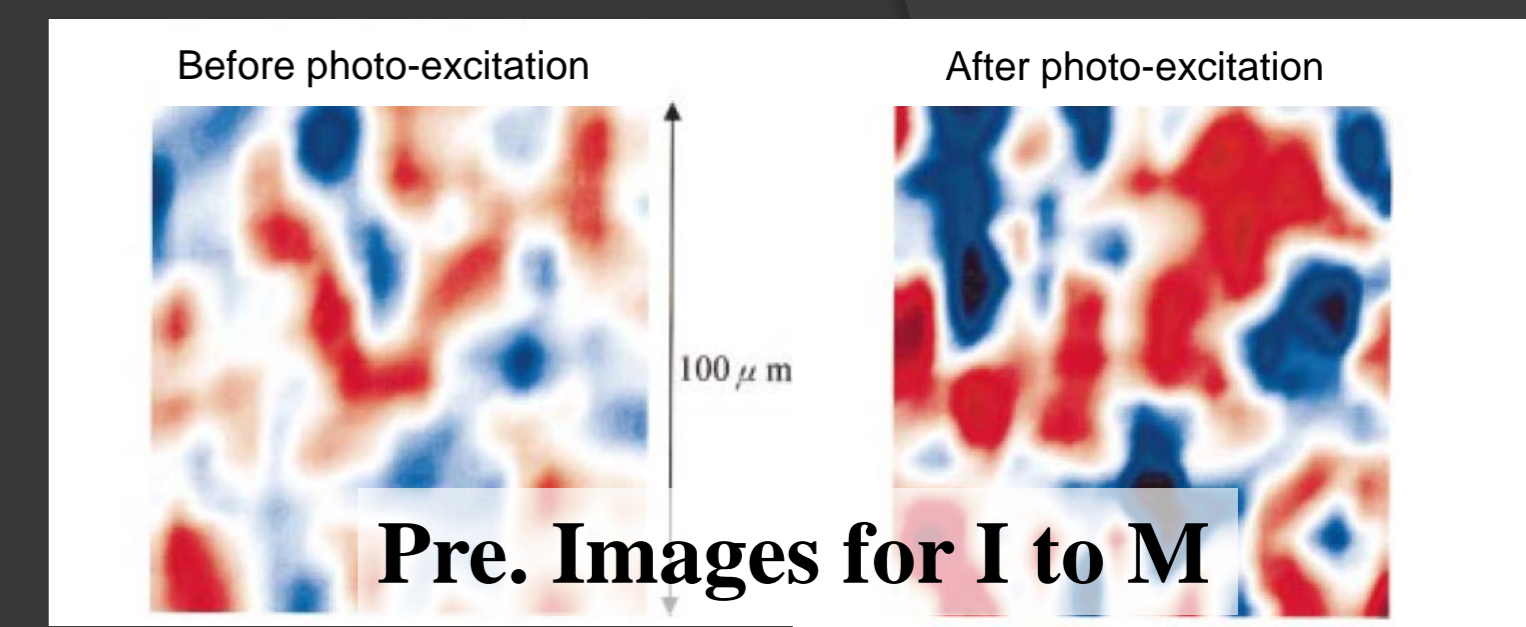 Before photo-excitation
After photo-excitation
100 μ m
Pre. Images for I to M